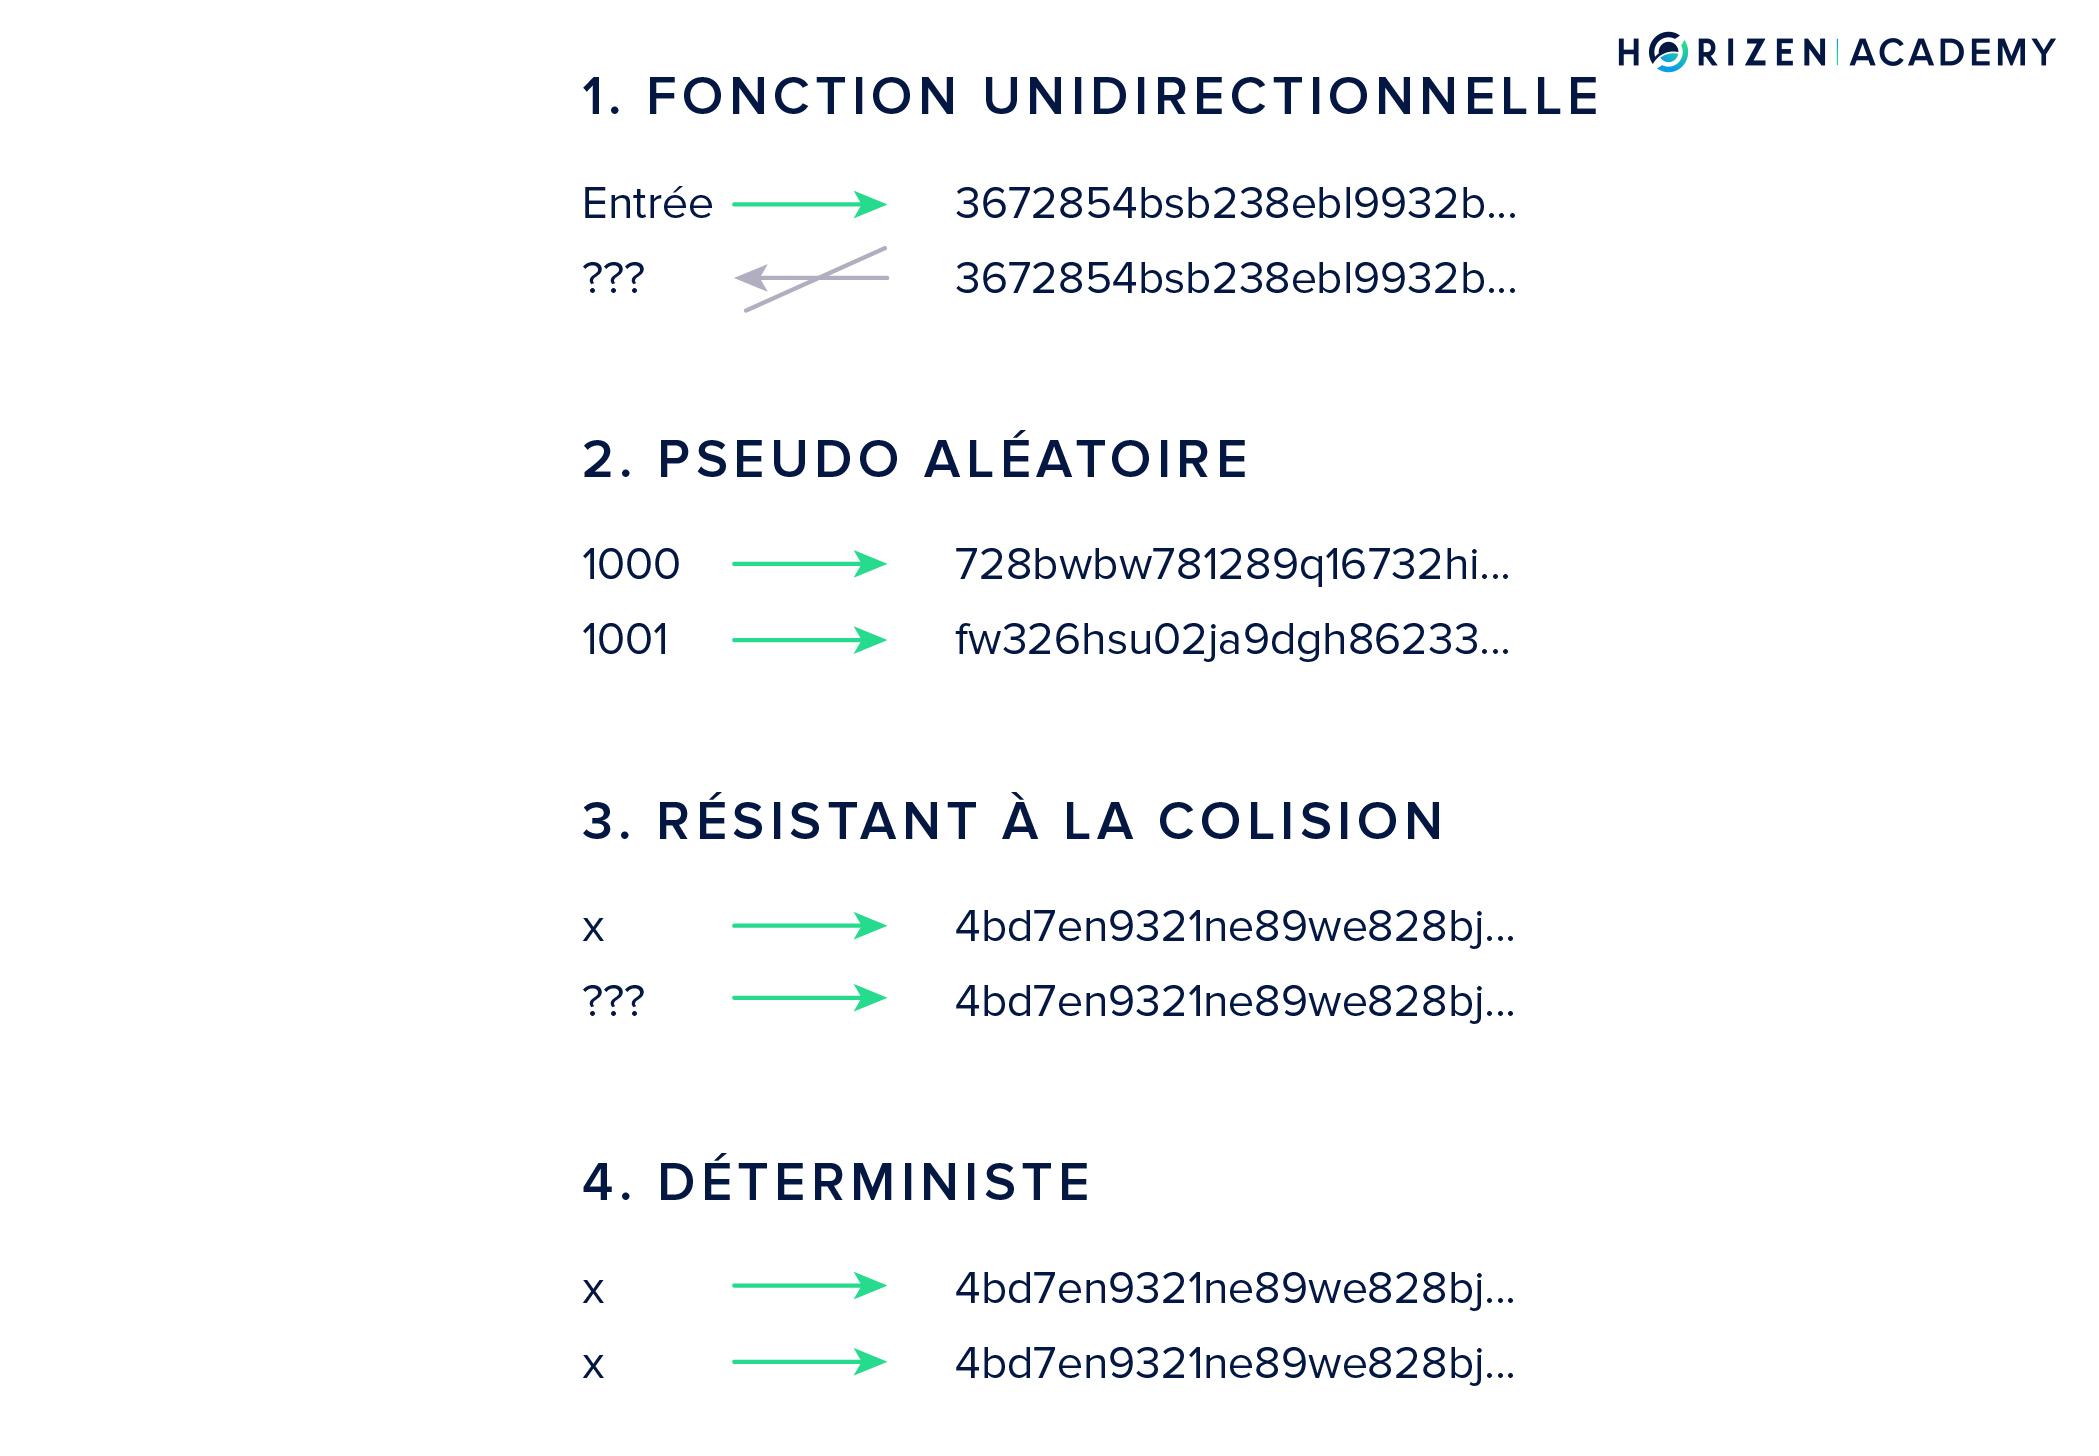 HORIZEN | ACADEMY
1. FONCTION UNIDIRECTIONNELLE
Entrée 3672854bsb238ebl9932b...
??? 3672854bsb238ebl9932b...
2. PSEUDO ALÉATOIRE
1000 728bwbw781289q16732hi...
1001 fw326hsu02ja9dgh86233...
3. RÉSISTANT À LA COLISION
x 4bd7en9321ne89we828bj...
??? 4bd7en9321ne89we828bj...
4. DÉTERMINISTE
x 4bd7en9321ne89we828bj...
x 4bd7en9321ne89we828bj...